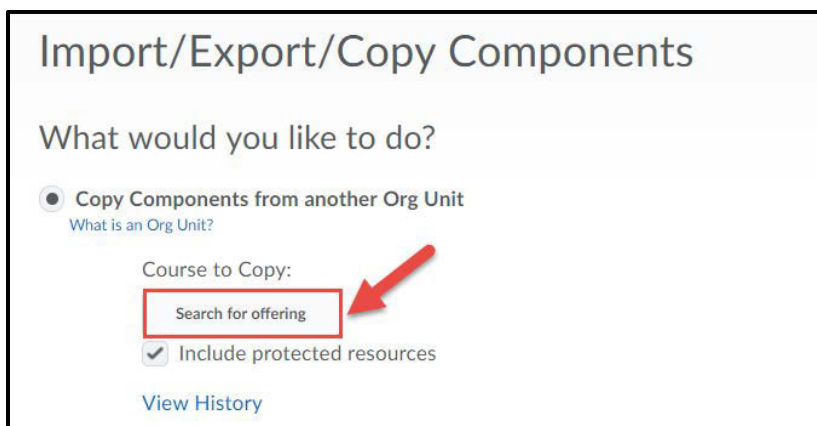 Import/Export/Copy Components
What would you like to do?
Copy Components from another Org Unit
What is an Org Unit?
Course to Copy:
Search for offering
Include protected resources
View History